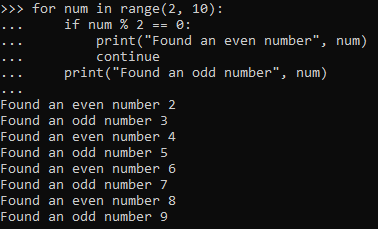 >>> for num in range(2, 10):
...     if num % 2 == 0:
...         print("Found an even number", num)
...         continue
...     print("Found an odd number", num)
...
Found an even number 2
Found an odd number 3
Found an even number 4
Found an odd number 5
Found an even number 6
Found an odd number 7
Found an even number 8
Found an odd number 9